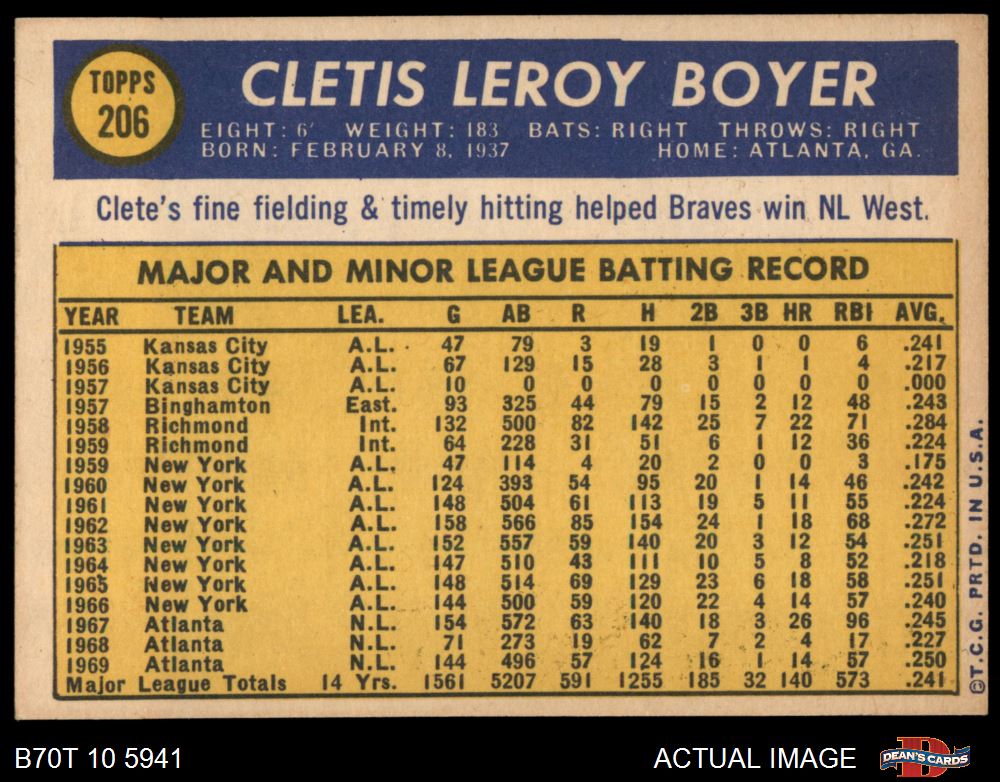 TOPPS
206
CLETIS LEROY BOYER
EIGHT: 6' WEIGHT: 183 BATS: RIGHT THROWS: RIGHT
BORN: FEBRUARY 8, 1937 HOME: ATLANTA, GA.
Clete's fine fielding & timely hitting helped Braves win NL West.
MAJOR AND MINOR LEAGUE BATTING RECORD
YEAR TEAM LEA. G AB R H 2B 3B HR RBI AVG.
1955 Kansas City A.L. 47 79 3 19 1 0 0 6 .241
1956 Kansas City A.L. 67 129 15 28 3 1 1 4 .217
1957 Kansas City A.L. 10 0 0 0 0 0 0 0 .000
1957 Binghamton East. 93 325 44 79 15 2 12 48 .243
1958 Richmond Int. 132 500 82 142 25 7 22 71 .284
1959 Richmond Int. 64 228 31 51 6 1 12 36 .224
1959 New York A.L. 47 114 4 20 2 0 0 3 .175
1960 New York A.L. 124 393 54 95 20 1 14 46 .242
1961 New York A.L. 148 504 61 113 19 5 11 55 .224
1962 New York A.L. 158 566 85 154 24 1 18 68 .272
1963 New York A.L. 152 557 59 140 20 3 12 54 .251
1964 New York A.L. 147 510 43 111 10 5 8 52 .218
1965 New York A.L. 148 514 69 129 23 6 18 58 .251
1966 New York A.L. 144 500 59 120 22 4 14 57 .240
1967 Atlanta N.L. 154 572 63 140 18 3 26 96 .245
1968 Atlanta N.L. 71 273 19 62 7 2 4 17 .227
1969 Atlanta N.L. 144 496 57 124 16 1 14 57 .250
Major League Totals 14 Yrs. 1561 5207 591 1255 185 32 140 573 .241
©T.C.G. PRTD. IN U.S.A.
B70T 10 5941
ACTUAL IMAGE
DEAN'S CARDS